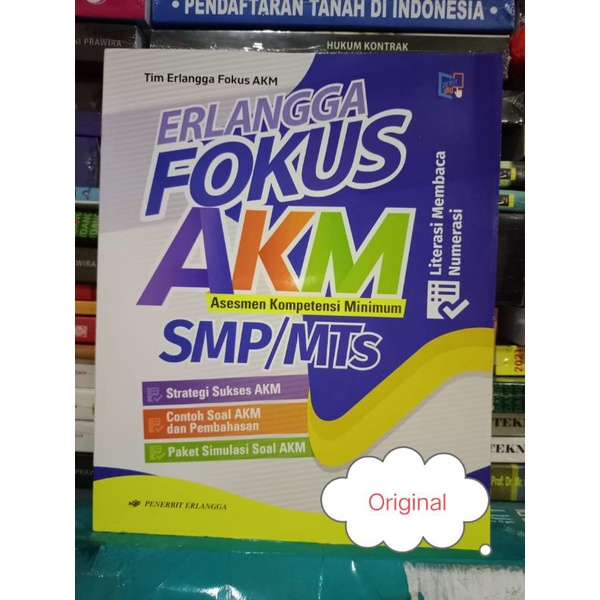 PENDAFTARAN TANAH DI INDONESIA
HUKUM KONTRAK
PRAWIRA
Tim Erlangga Fokus AKM
ERLANGGA
FOKUS
AKM
Asesmen Kompetensi Minimum
SMP/MTs
Literasi Membaca
Numerasi
Strategi Sukses AKM
Contoh Soal AKM
dan Pembahasan
Paket Simulasi Soal AKM
PENERBIT ERLANGGA
Original